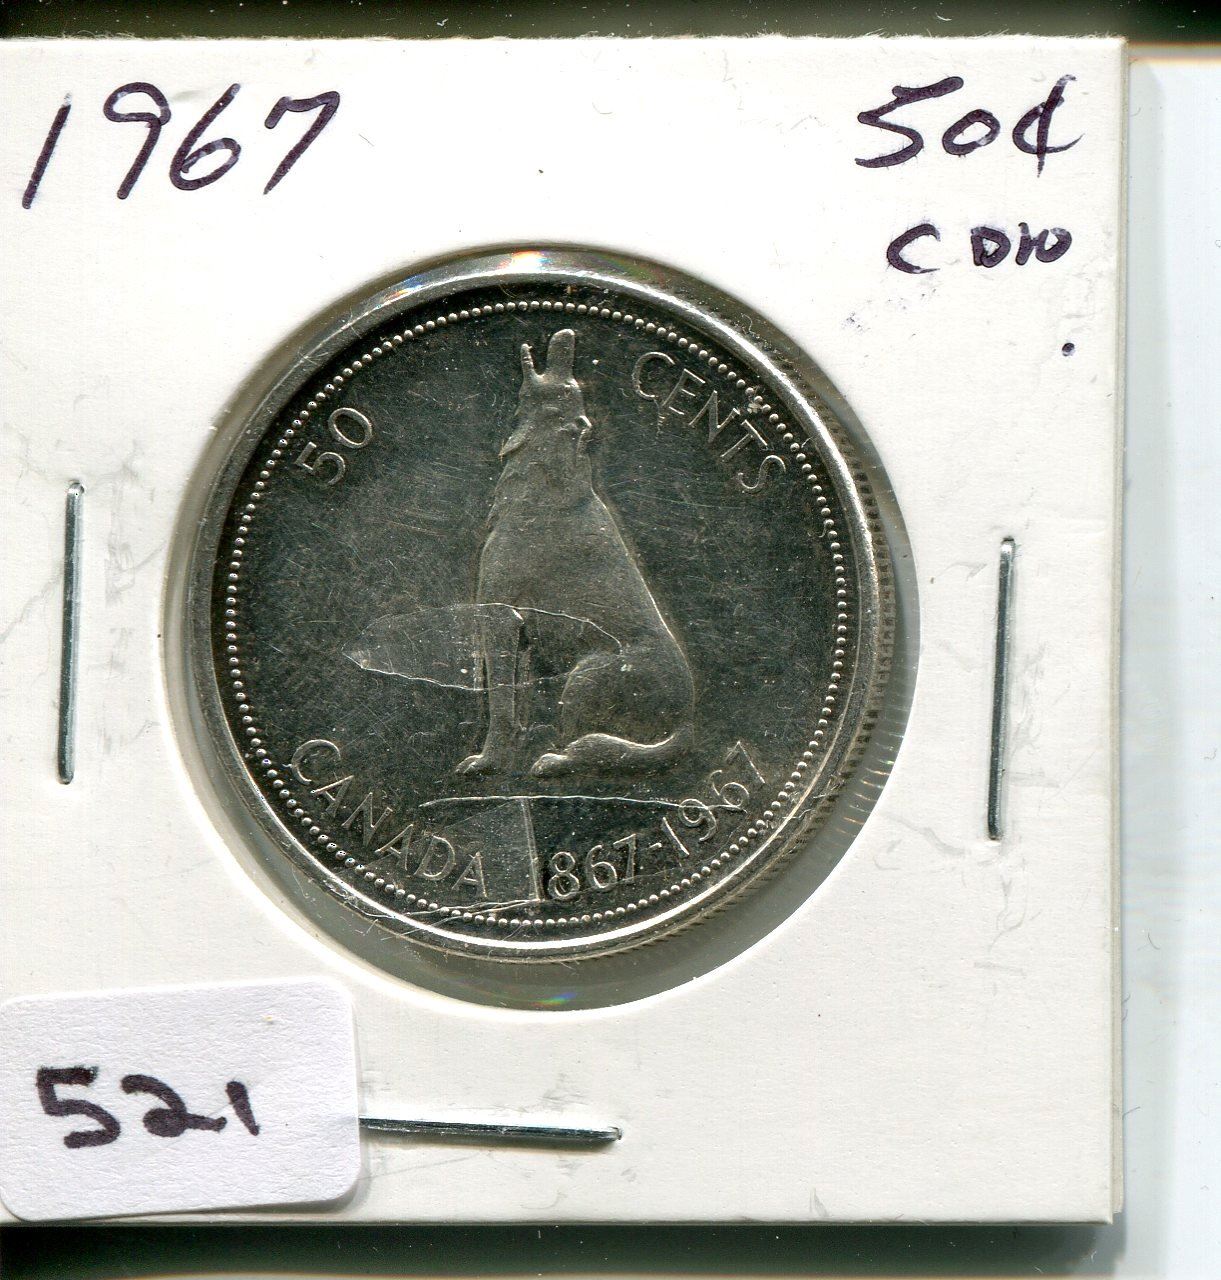 1967 50¢
CDN
50 CENTS
CANADA 1867-1967
521